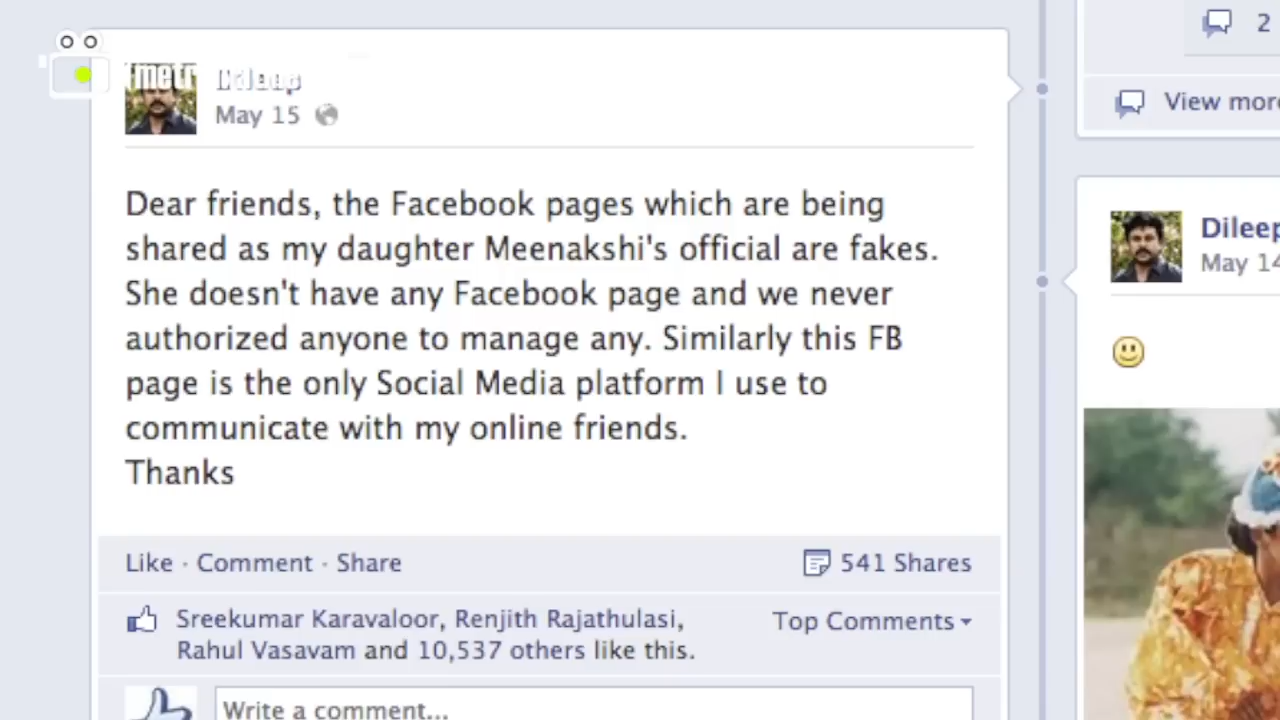 Dileep
May 15
Dear friends, the Facebook pages which are being
shared as my daughter Meenakshi's official are fakes.
She doesn't have any Facebook page and we never
authorized anyone to manage any. Similarly this FB
page is the only Social Media platform I use to
communicate with my online friends.
Thanks
Like · Comment · Share
541 Shares
Sreekumar Karavaloor, Renjith Rajathulasi,
Rahul Vasavam and 10,537 others like this.
Top Comments
Write a comment...
2
View more
Dileep
May 14